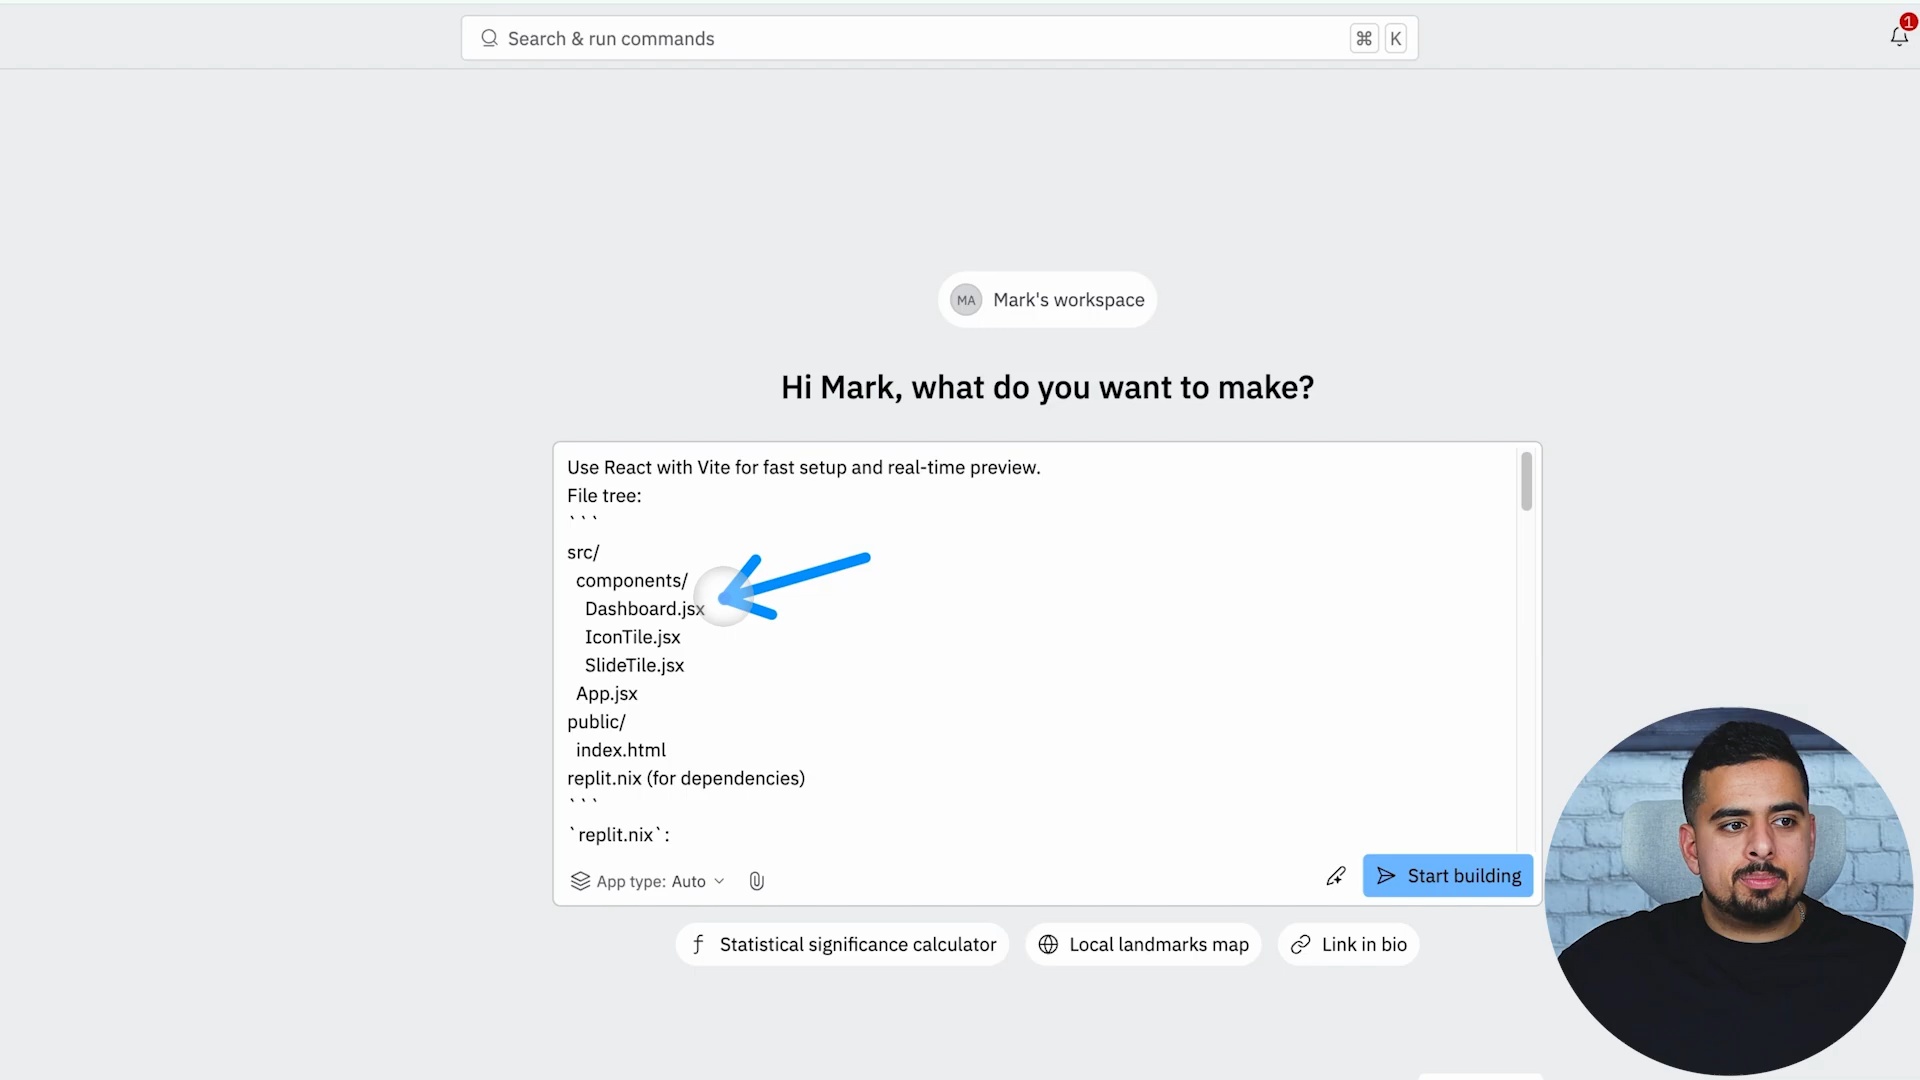 Search & run commands
⌘ K
1
MA Mark's workspace
Hi Mark, what do you want to make?
Use React with Vite for fast setup and real-time preview.
File tree:
```
src/
components/
Dashboard.jsx
IconTile.jsx
SlideTile.jsx
App.jsx
public/
index.html
replit.nix (for dependencies)
```
`replit.nix`:
App type: Auto
Start building
Statistical significance calculator
Local landmarks map
Link in bio